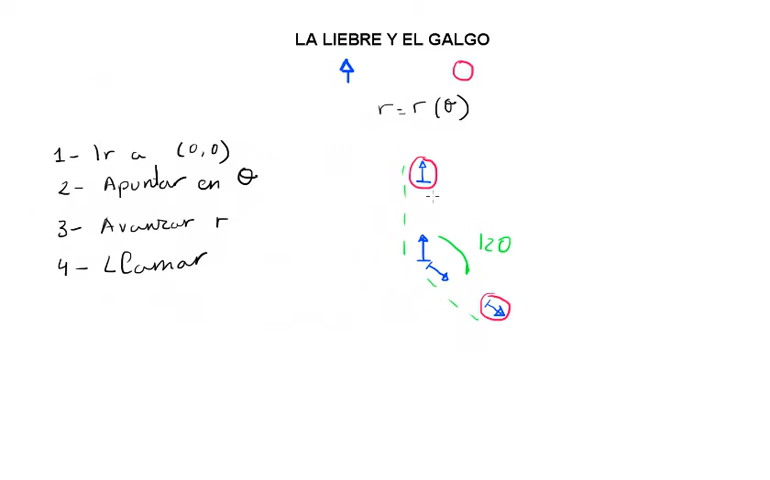 LA LIEBRE Y EL GALGO
r = r (θ)
1- Ir a (0,0)
2- Apuntar en θ
3- Avanzar r
4- LLamar
120